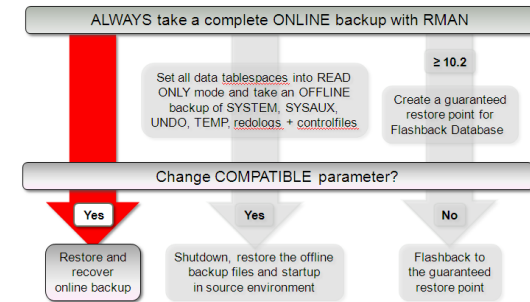 ALWAYS take a complete ONLINE backup with RMAN
Set all data tablespaces into READ
ONLY mode and take an OFFLINE
backup of SYSTEM, SYSAUX,
UNDO, TEMP, redologs + controlfiles
≥ 10.2
Create a guaranteed
restore point for
Flashback Database
Change COMPATIBLE parameter?
Yes
Yes
No
Restore and
recover
online backup
Shutdown, restore the offline
backup files and startup
in source environment
Flashback to
the guaranteed
restore point